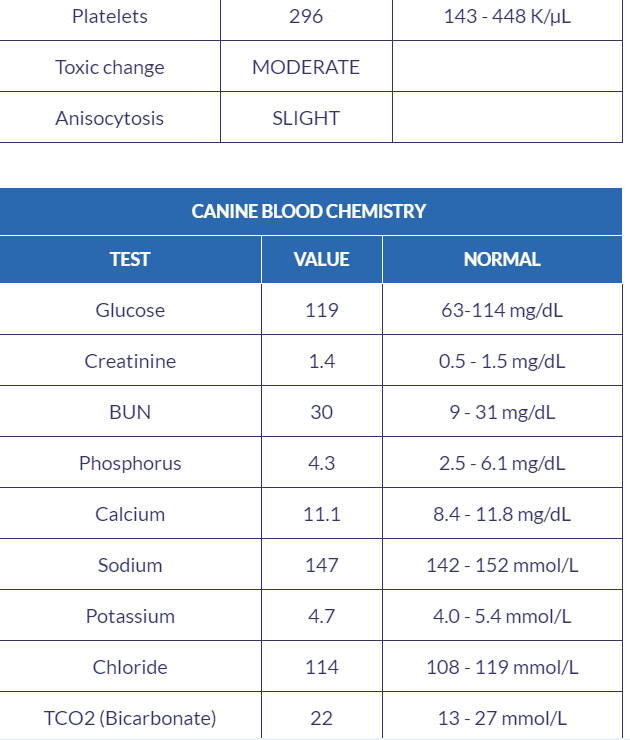 Platelets 296 143 - 448 K/µL
Toxic change MODERATE
Anisocytosis SLIGHT
CANINE BLOOD CHEMISTRY
TEST VALUE NORMAL
Glucose 119 63-114 mg/dL
Creatinine 1.4 0.5 - 1.5 mg/dL
BUN 30 9 - 31 mg/dL
Phosphorus 4.3 2.5 - 6.1 mg/dL
Calcium 11.1 8.4 - 11.8 mg/dL
Sodium 147 142 - 152 mmol/L
Potassium 4.7 4.0 - 5.4 mmol/L
Chloride 114 108 - 119 mmol/L
TCO2 (Bicarbonate) 22 13 - 27 mmol/L